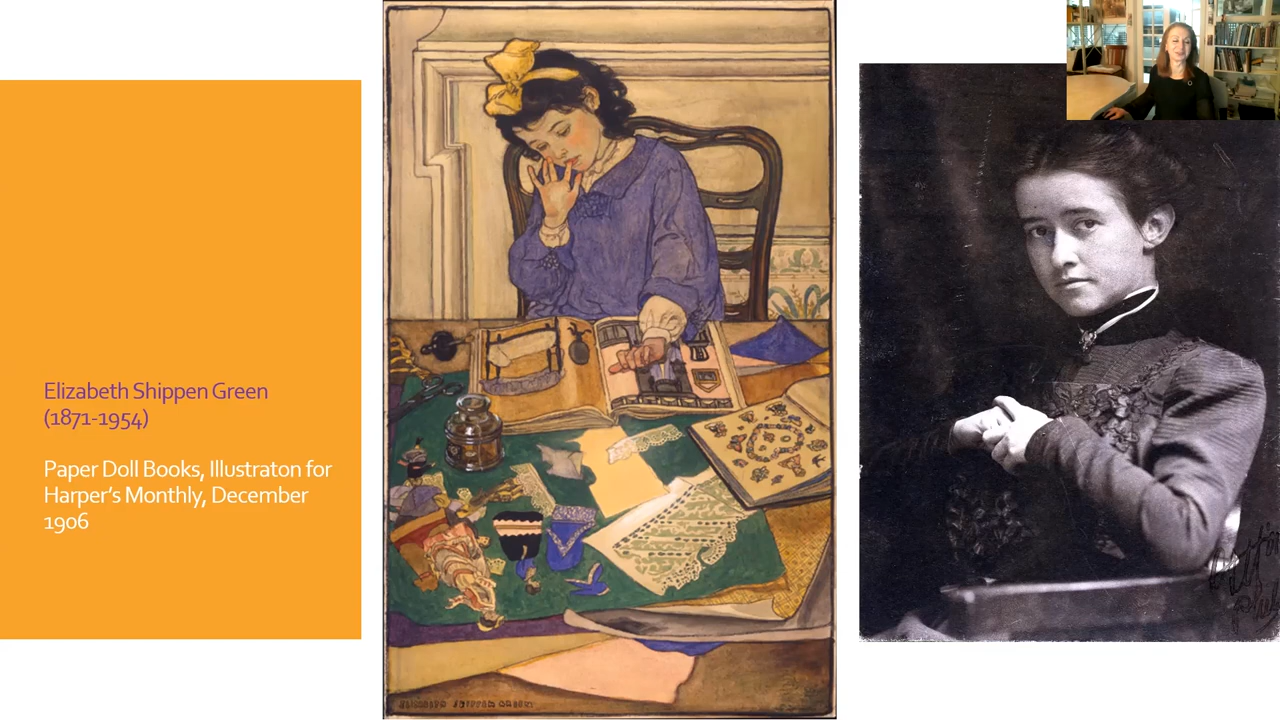 Elizabeth Shippen Green
(1871-1954)
Paper Doll Books, Illustraton for
Harper's Monthly, December
1906
ELIZABETH SHIPPEN GREEN